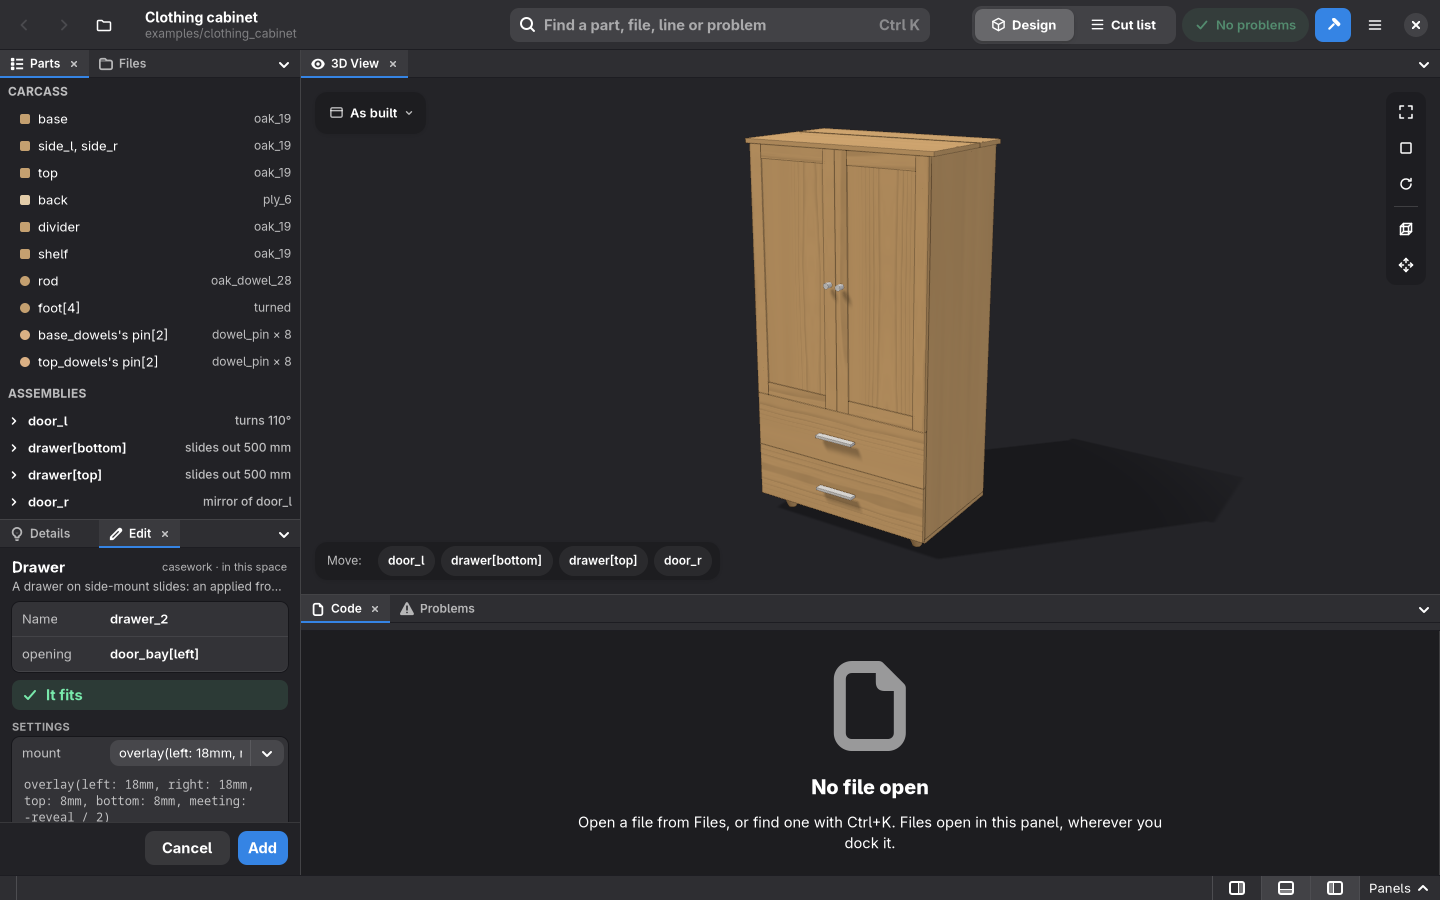 Clothing cabinet
examples/clothing_cabinet
Find a part, file, line or problem
Ctrl K
Design
Cut list
No problems
Parts
Files
3D View
CARCASS
base oak_19
side_l, side_r oak_19
top oak_19
back ply_6
divider oak_19
shelf oak_19
rod oak_dowel_28
foot[4] turned
base_dowels's pin[2] dowel_pin × 8
top_dowels's pin[2] dowel_pin × 8
ASSEMBLIES
door_l turns 110°
drawer[bottom] slides out 500 mm
drawer[top] slides out 500 mm
door_r mirror of door_l
As built
Move: door_l drawer[bottom] drawer[top] door_r
Details
Edit
Drawer casework · in this space
A drawer on side-mount slides: an applied fro...
Name drawer_2
opening door_bay[left]
It fits
SETTINGS
mount overlay(left: 18mm,
overlay(left: 18mm, right: 18mm,
top: 8mm, bottom: 8mm, meeting:
-reveal / 2)
Cancel
Add
Code
Problems
No file open
Open a file from Files, or find one with Ctrl+K. Files open in this panel, wherever you
dock it.
Panels